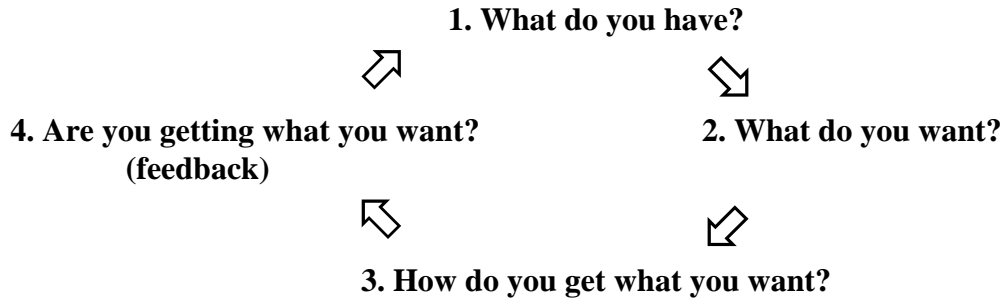 1. What do you have?
4. Are you getting what you want?
(feedback)
2. What do you want?
3. How do you get what you want?